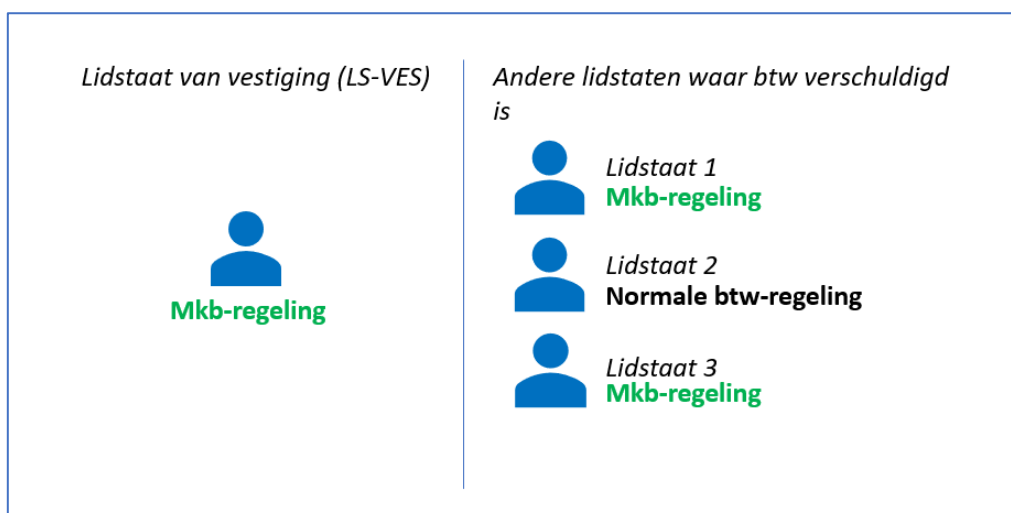 Lidstaat van vestiging (LS-VES)
Mkb-regeling
Andere lidstaten waar btw verschuldigd
is
Lidstaat 1
Mkb-regeling
Lidstaat 2
Normale btw-regeling
Lidstaat 3
Mkb-regeling